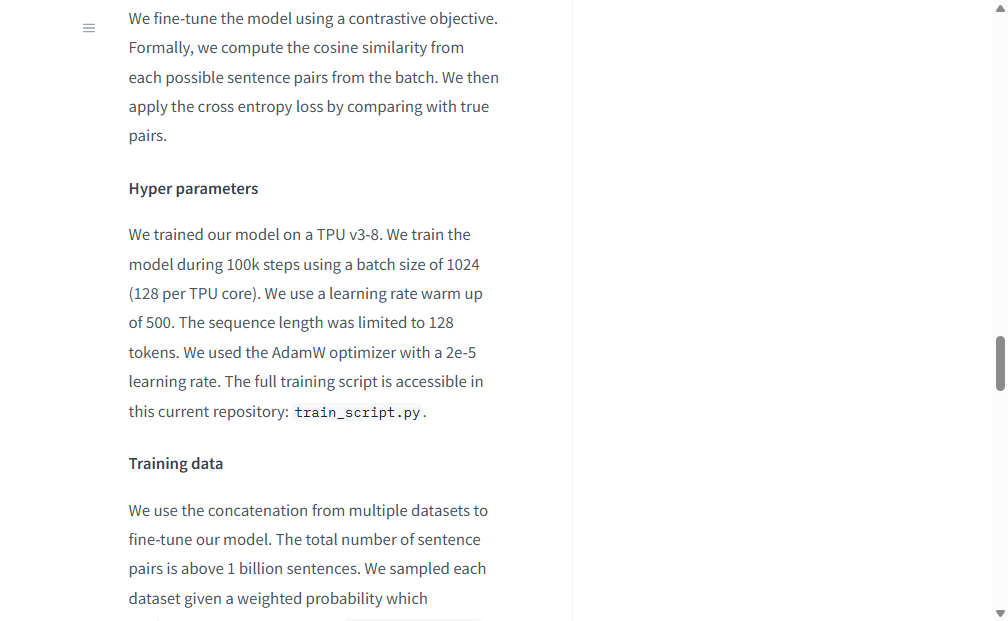 We fine-tune the model using a contrastive objective.
Formally, we compute the cosine similarity from
each possible sentence pairs from the batch. We then
apply the cross entropy loss by comparing with true
pairs.
Hyper parameters
We trained our model on a TPU v3-8. We train the
model during 100k steps using a batch size of 1024
(128 per TPU core). We use a learning rate warm up
of 500. The sequence length was limited to 128
tokens. We used the AdamW optimizer with a 2e-5
learning rate. The full training script is accessible in
this current repository: train_script.py.
Training data
We use the concatenation from multiple datasets to
fine-tune our model. The total number of sentence
pairs is above 1 billion sentences. We sampled each
dataset given a weighted probability which